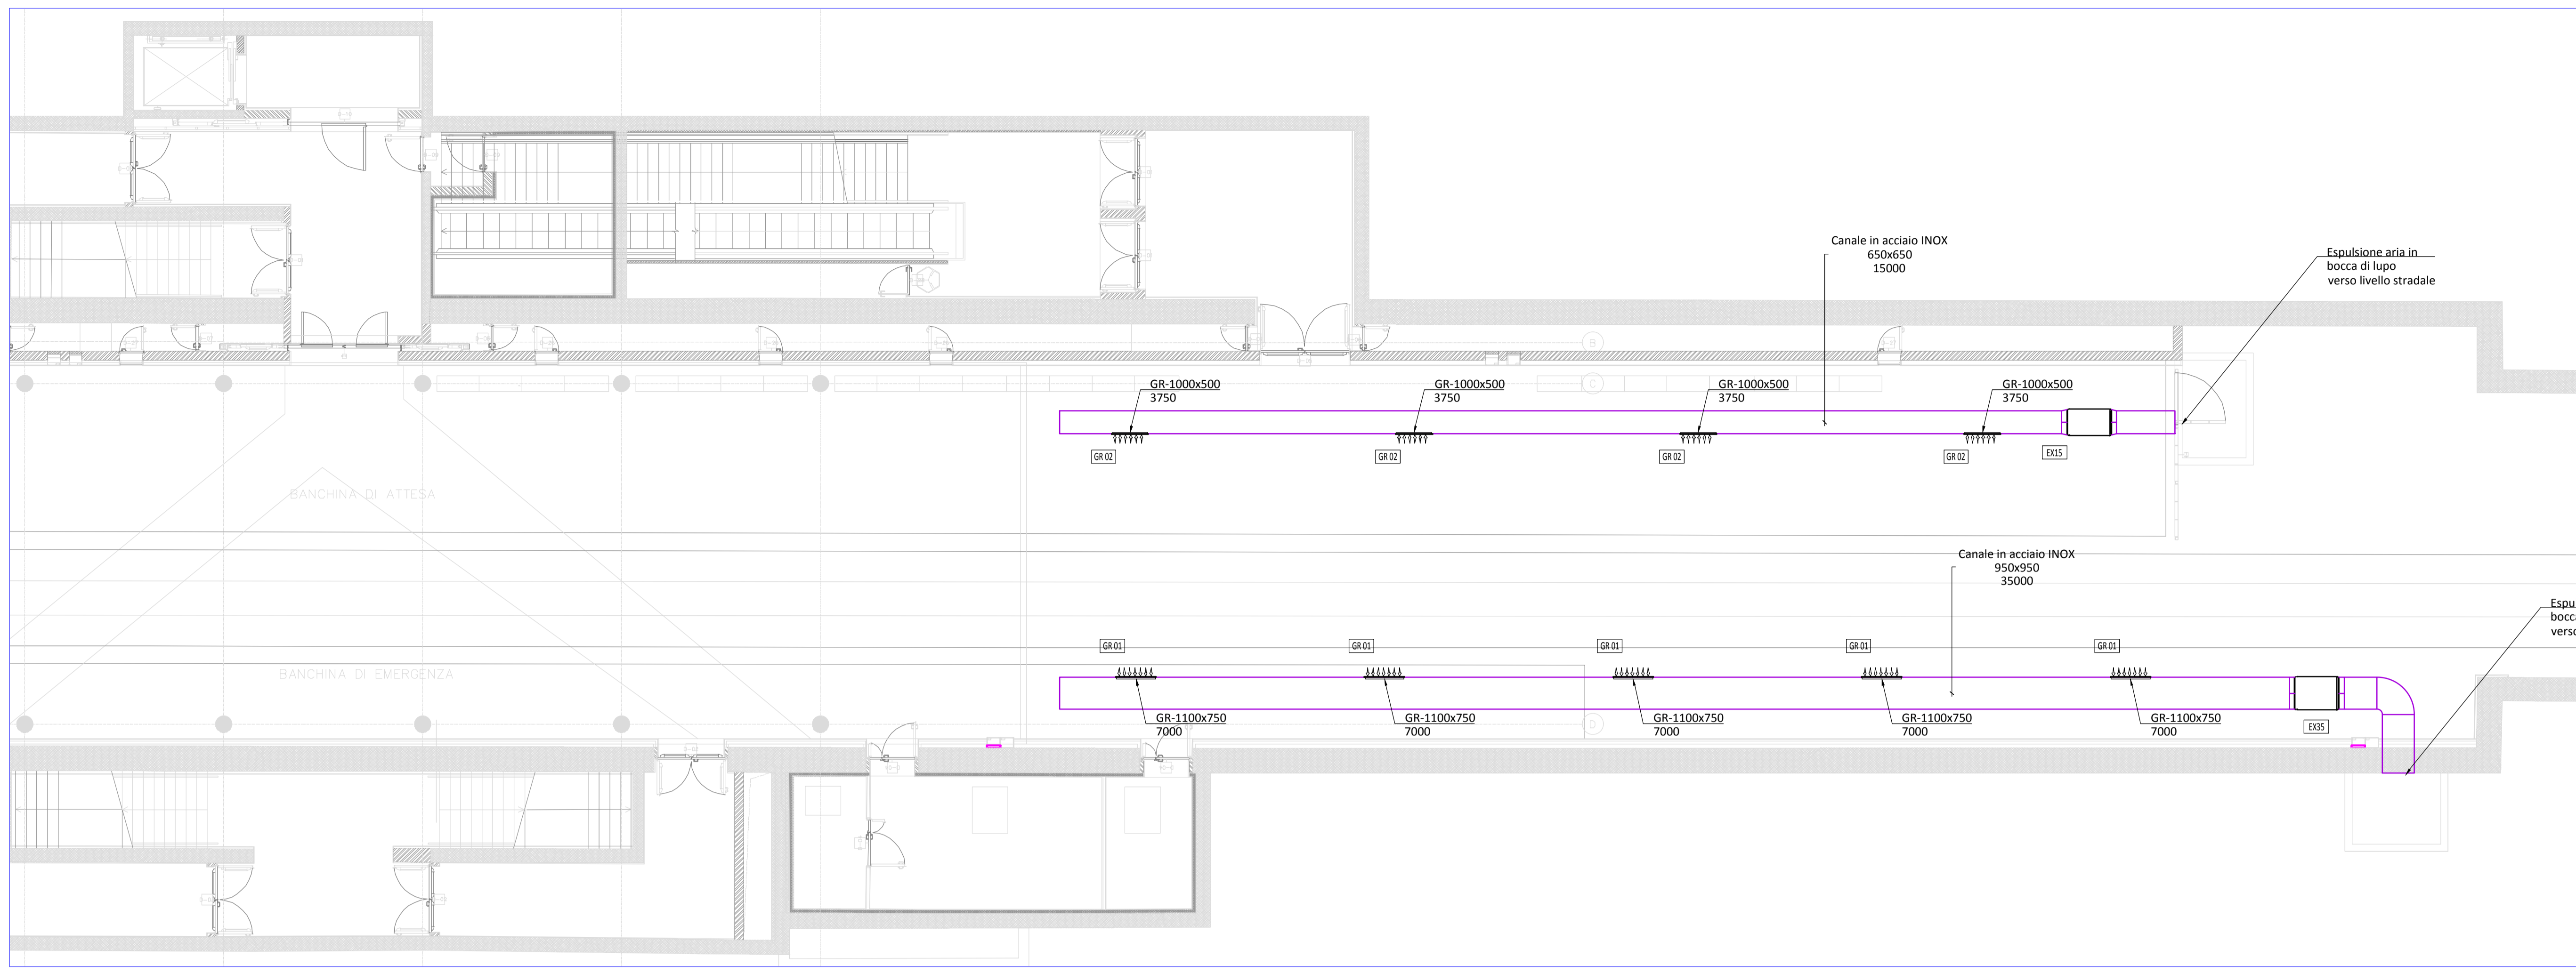 Canale in acciaio INOX
650x650
15000
Espulsione aria in
bocca di lupo
verso livello stradale
B
C
GR-1000x500
3750
GR-1000x500
3750
GR-1000x500
3750
GR-1000x500
3750
GR 02
GR 02
GR 02
GR 02
EX15
BANCHINA DI ATTESA
Canale in acciaio INOX
950x950
35000
Espu
bocca
verso
GR 01
GR 01
GR 01
GR 01
GR 01
BANCHINA DI EMERGENZA
GR-1100x750
7000
GR-1100x750
7000
GR-1100x750
7000
GR-1100x750
7000
GR-1100x750
7000
D
EX35